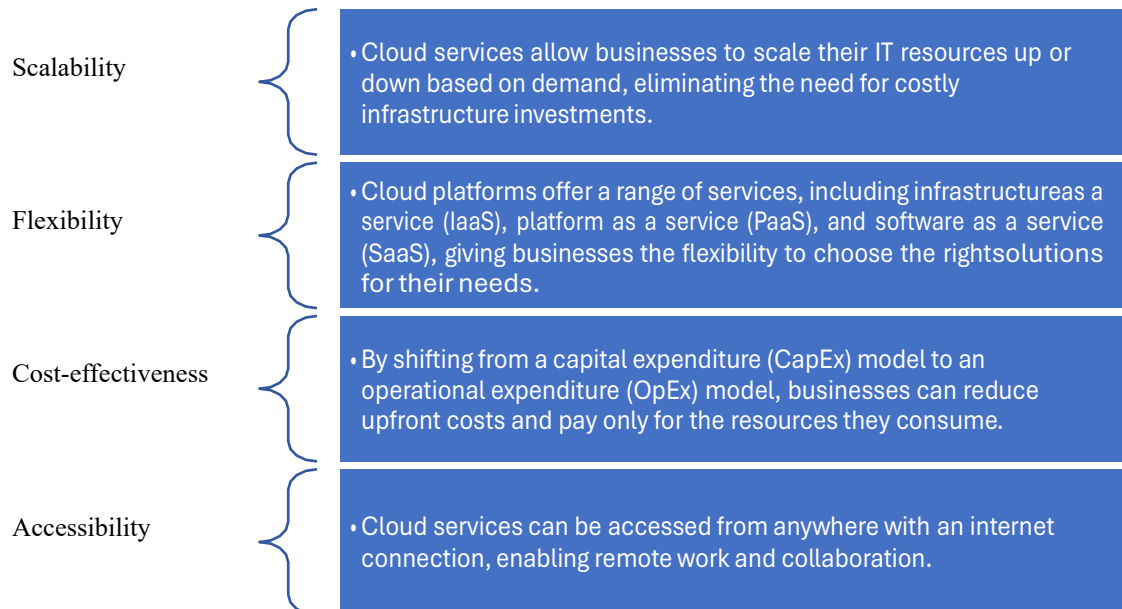 Scalability
• Cloud services allow businesses to scale their IT resources up or
down based on demand, eliminating the need for costly
infrastructure investments.
Flexibility
• Cloud platforms offer a range of services, including infrastructureas a
service (IaaS), platform as a service (PaaS), and software as a service
(SaaS), giving businesses the flexibility to choose the rightsolutions
for their needs.
Cost-effectiveness
• By shifting from a capital expenditure (CapEx) model to an
operational expenditure (OpEx) model, businesses can reduce
upfront costs and pay only for the resources they consume.
Accessibility
• Cloud services can be accessed from anywhere with an internet
connection, enabling remote work and collaboration.